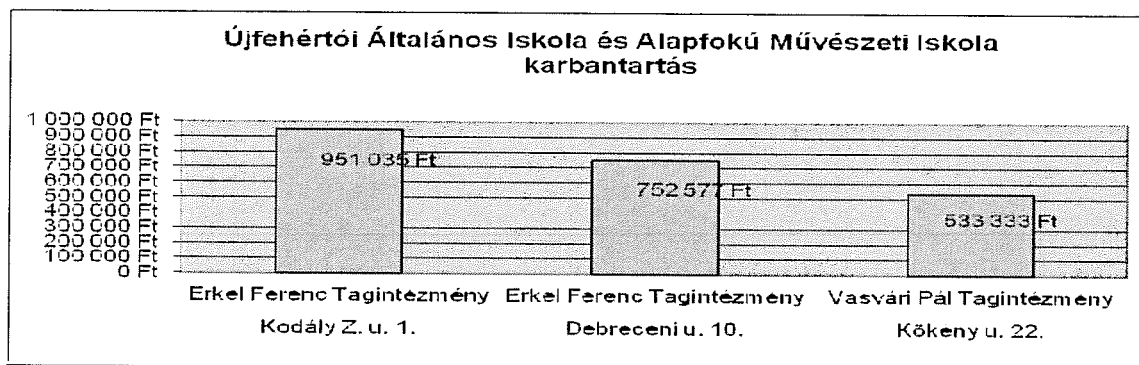 Újfehértói Általános Iskola és Alapfokú Művészeti Iskola
karbantartás
1 000 000 Ft
900 000 Ft
800 000 Ft
700 000 Ft
600 000 Ft
500 000 Ft
400 000 Ft
300 000 Ft
200 000 Ft
100 000 Ft
0 Ft
951 035 Ft
752 577 Ft
533 333 Ft
Erkel Ferenc Tagintézmény
Kodály Z. u. 1.
Erkel Ferenc Tagintézmény
Debreceni u. 10.
Vasvári Pál Tagintézmény
Kökeny u. 22.